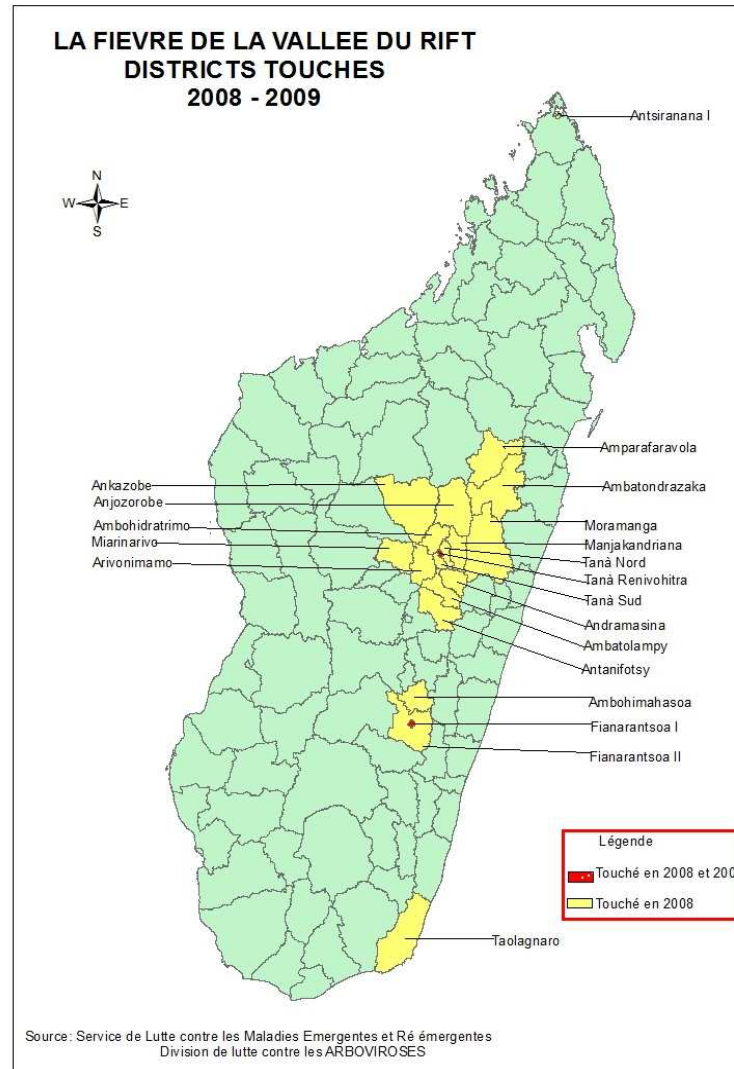 LA FIEVRE DE LA VALLEE DU RIFT
DISTRICTS TOUCHES
2008 - 2009
Antsiranana I
N
W E
S
Amparafaravola
Ankazobe
Ambatondrazaka
Anjozorobe
Moramanga
Ambohidratrimo
Manjakandriana
Miarinarivo
Tanà Nord
Arivonimamo
Tanà Renivohitra
Tanà Sud
Andramasina
Ambatolampy
Antanifotsy
Ambohimahasoa
Fianarantsoa I
Fianarantsoa II
Légende
Touché en 2008 et 200
Touché en 2008
Taolagnaro
Source: Service de Lutte contre les Maladies Emergentes et Ré émergentes
Division de lutte contre les ARBOVIROSES